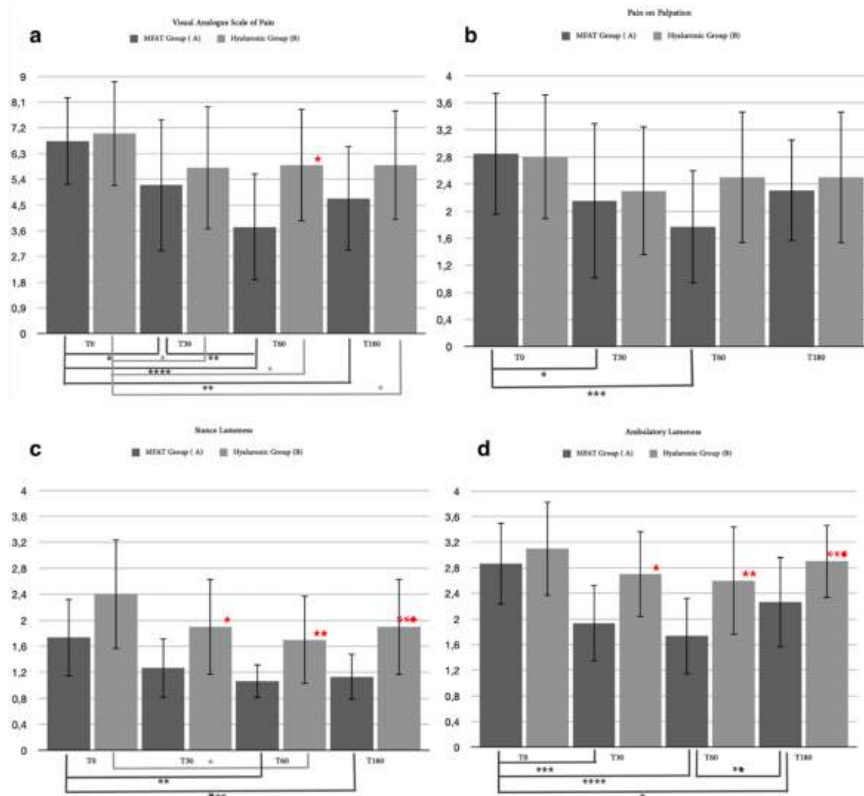 Visual Analogue Scale of Pain
a
MFAT Group ( A)
Hyaluronic Group (B)
9
8,1
7,2
6,3
5,4
4,5
3,6
2,7
1,8
0,9
0
*
T0
T30
T60
T180
*
*
**
****
*
**
*
Pain on Palpation
b
MFAT Group ( A)
Hyaluronic Group (B)
4
3,6
3,2
2,8
2,4
2
1,6
1,2
0,8
0,4
0
T0
T30
T60
T180
*
***
Stance Lameness
c
MFAT Group ( A)
Hyaluronic Group (B)
4
3,6
3,2
2,8
2,4
2
1,6
1,2
0,8
0,4
0
*
**
T0
T30
T60
T180
*
**
Ambulatory Lameness
d
MFAT Group ( A)
Hyaluronic Group (B)
4
3,6
3,2
2,8
2,4
2
1,6
1,2
0,8
0,4
0
*
**
T0
T30
T60
T180
***
****
**
*